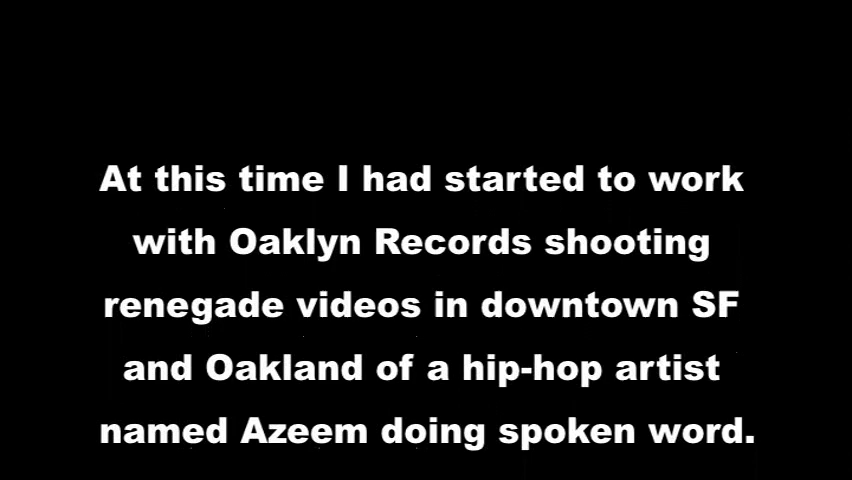 At this time I had started to work
with Oaklyn Records shooting
renegade videos in downtown SF
and Oakland of a hip-hop artist
named Azeem doing spoken word.